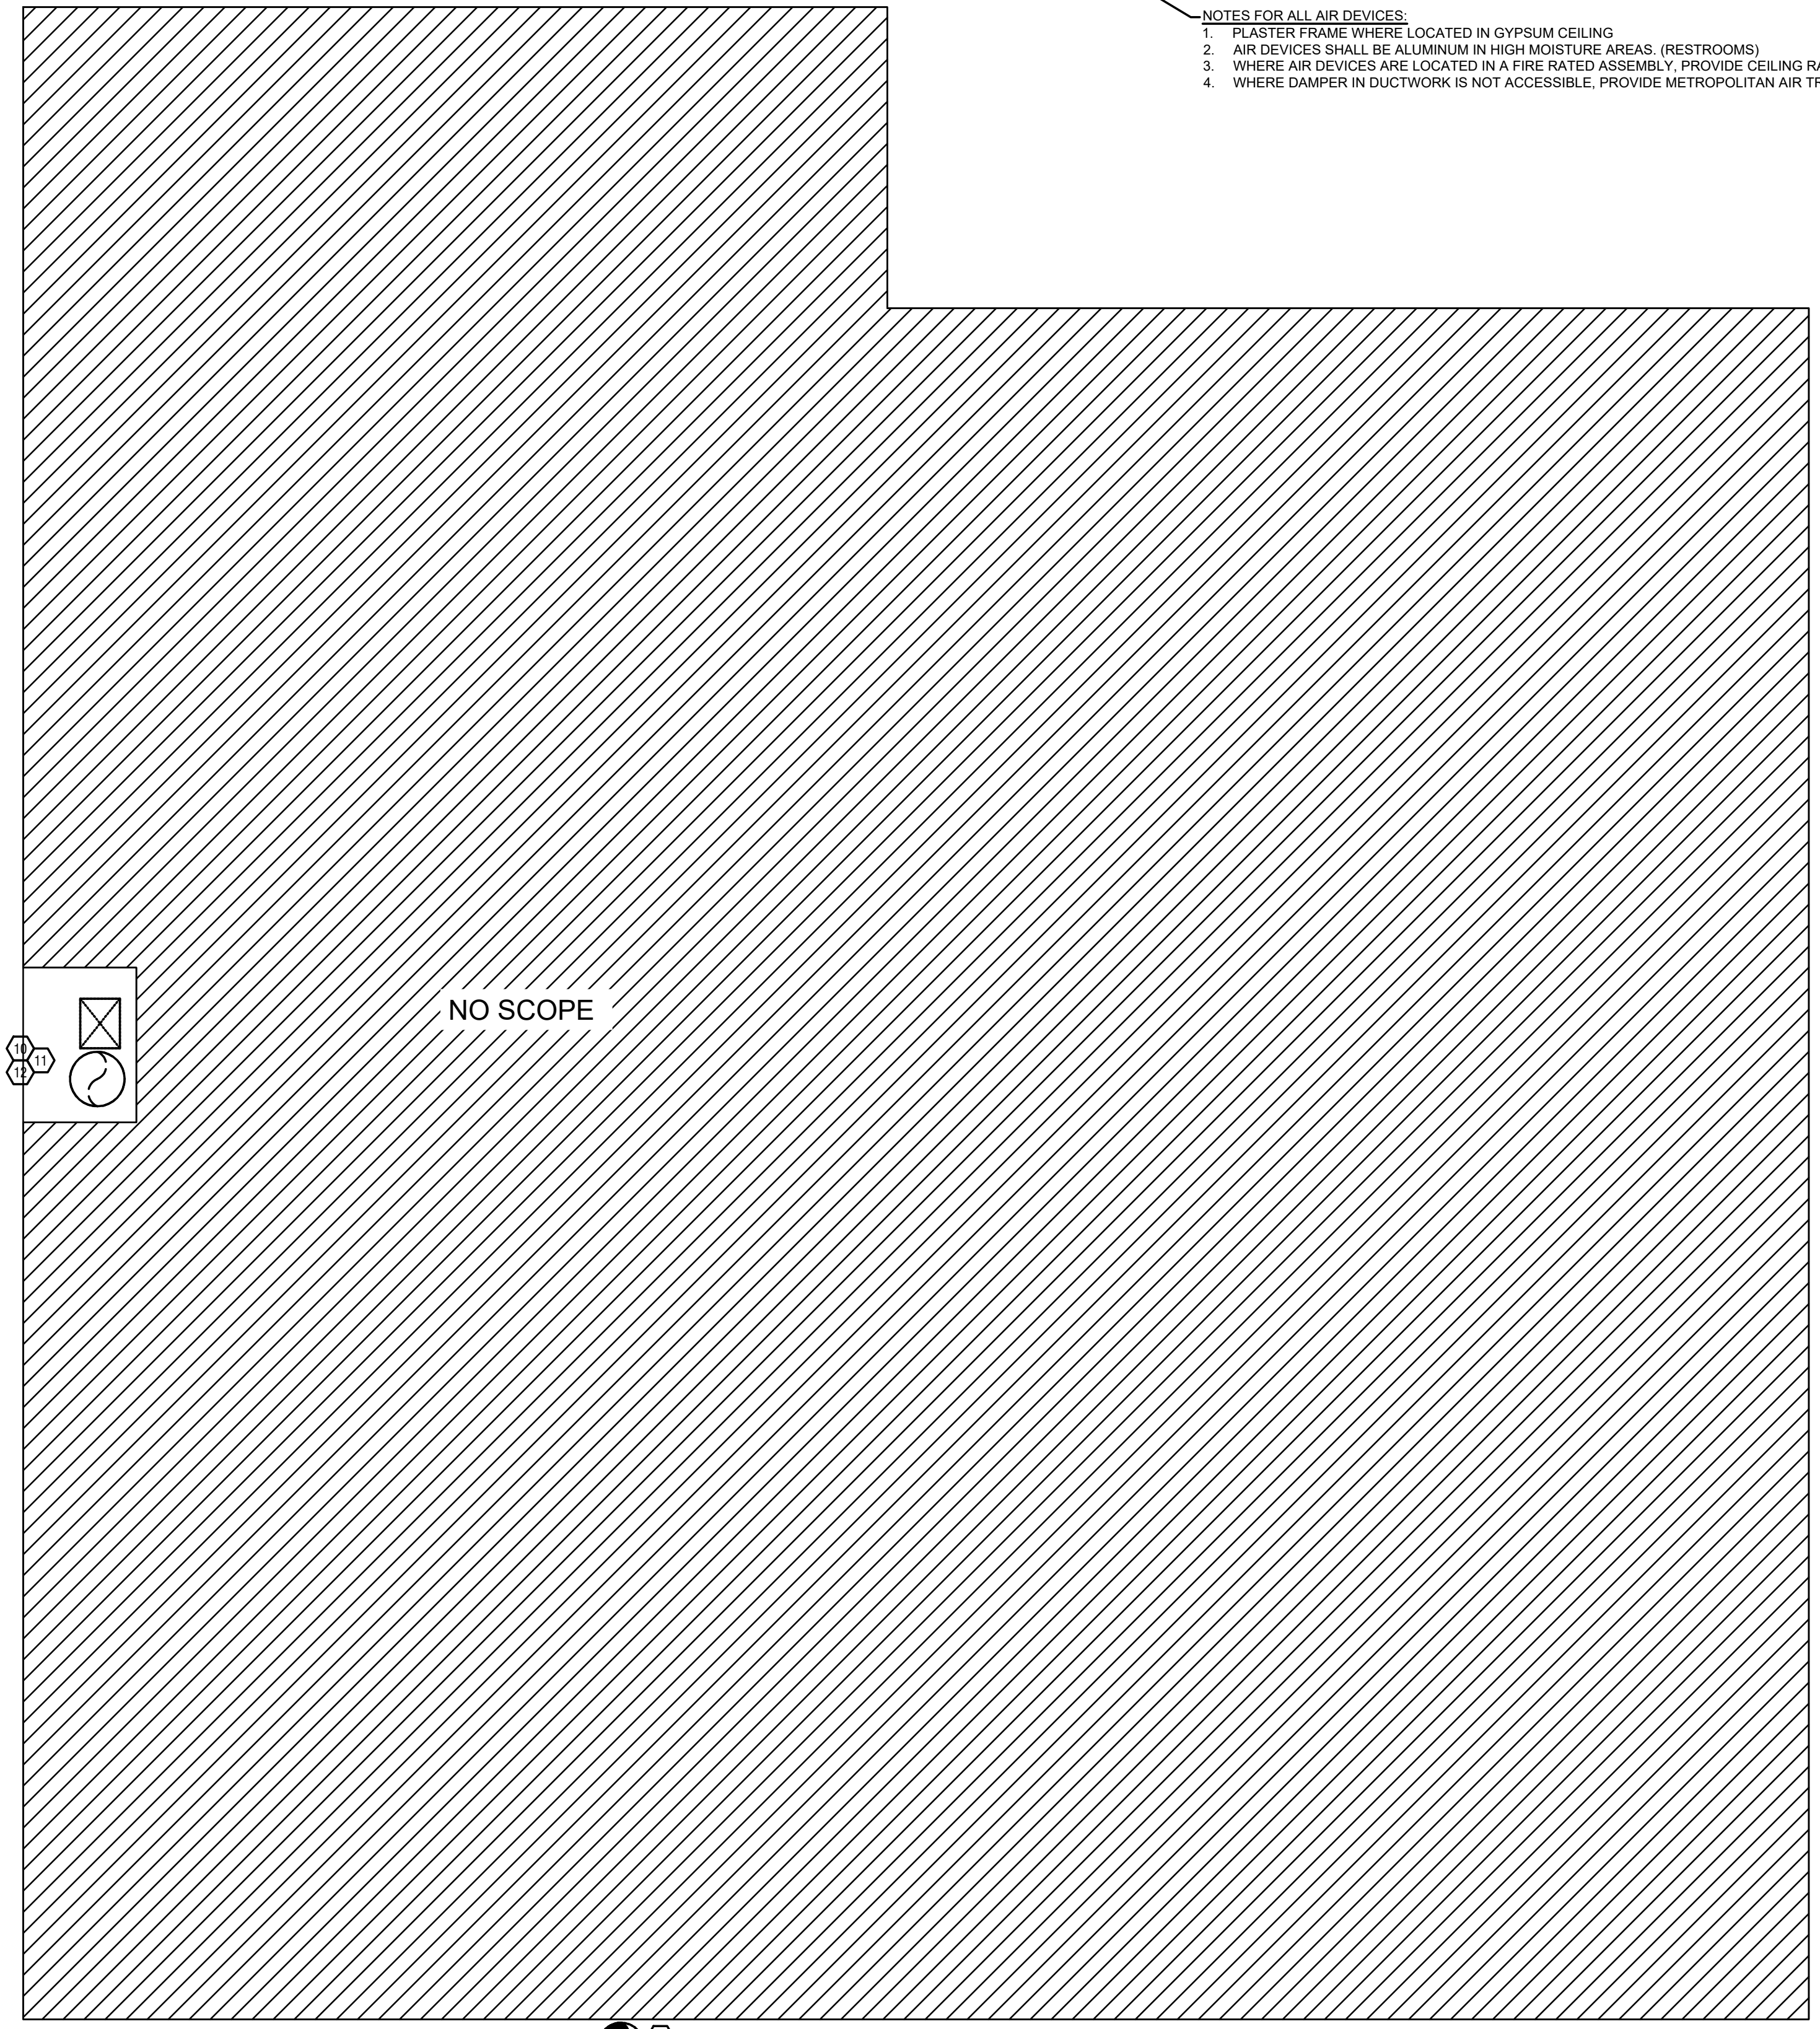 NOTES FOR ALL AIR DEVICES:
1. PLASTER FRAME WHERE LOCATED IN GYPSUM CEILING
2. AIR DEVICES SHALL BE ALUMINUM IN HIGH MOISTURE AREAS. (RESTROOMS)
3. WHERE AIR DEVICES ARE LOCATED IN A FIRE RATED ASSEMBLY, PROVIDE CEILING
4. WHERE DAMPER IN DUCTWORK IS NOT ACCESSIBLE, PROVIDE METROPOLITAN AIR
NO SCOPE
10
11
12